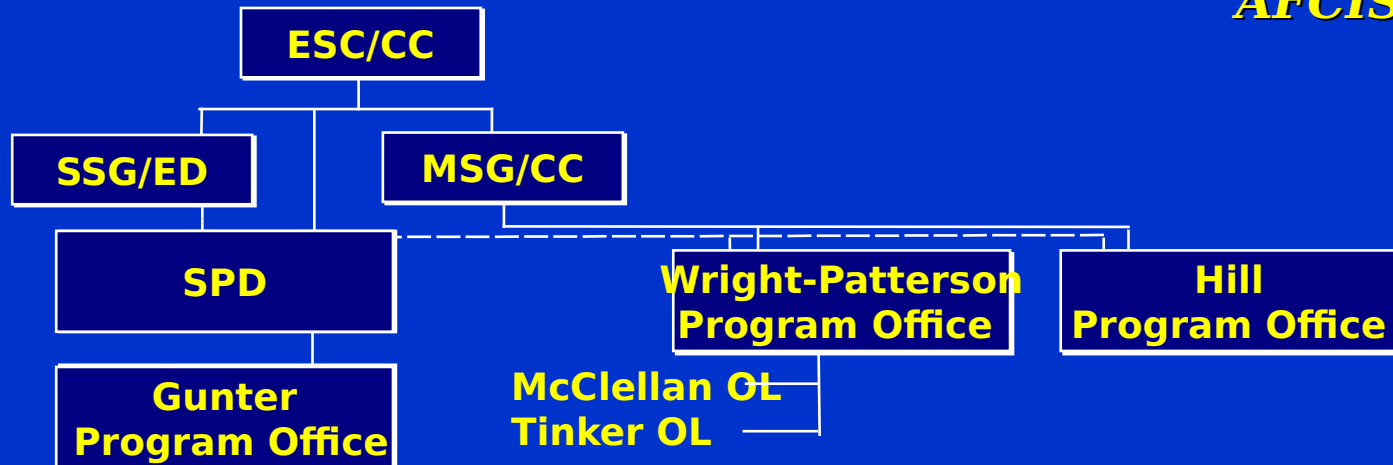 AFCIS
ESC/CC
SSG/ED
MSG/CC
SPD
Wright-Patterson
Program Office
Hill
Program Office
McClellan OL
Tinker OL
Gunter
Program Office